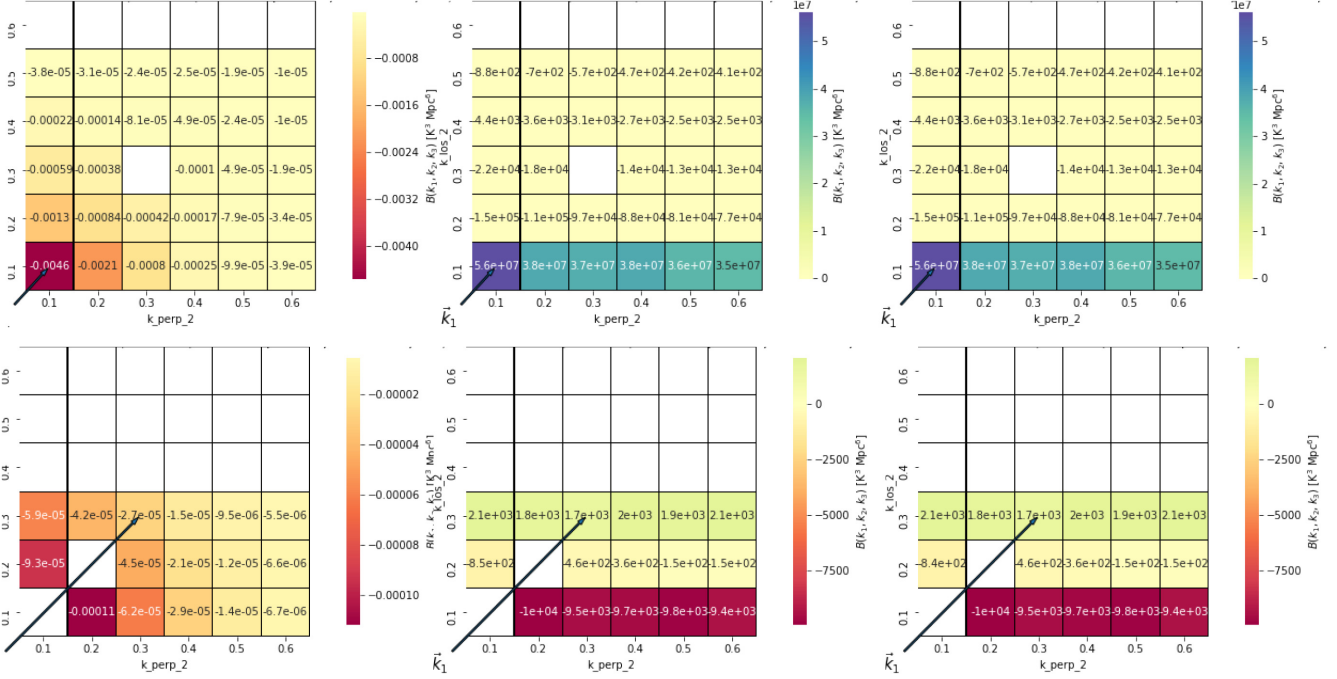 1e7
1e7
0.6
-3.8e-05 -3.1e-05 -2.4e-05 -2.5e-05 -1.9e-05 -1e-05
0.5
-0.00022 -0.00014 -8.1e-05 -4.9e-05 -2.4e-05 -1e-05
0.4
-0.00059 -0.00038 -0.0001 -4.9e-05 -1.9e-05
0.3
-0.0013 -0.00084 -0.00042 -0.00017 -7.9e-05 -3.4e-05
0.2
-0.0046 -0.0021 -0.0008 -0.00025 -9.9e-05 -3.9e-05
0.1
0.1 0.2 0.3 0.4 0.5 0.6
k_perp_2
-0.0008
-0.0016
-0.0024
-0.0032
-0.0040
B(k₁, k₂, k₃) [K³ Mpc⁶]
k_los_2
0.6
-8.8e+02 -7e+02 -5.7e+02 -4.7e+02 -4.2e+02 -4.1e+02
0.5
-4.4e+03 -3.6e+03 -3.1e+03 -2.7e+03 -2.5e+03 -2.5e+03
0.4
-2.2e+04 -1.8e+04 -1.4e+04 -1.3e+04 -1.3e+04
0.3
-1.5e+05 -1.1e+05 -9.7e+04 -8.8e+04 -8.1e+04 -7.7e+04
0.2
5.6e+07 3.8e+07 3.7e+07 3.8e+07 3.6e+07 3.5e+07
0.1
0.1 0.2 0.3 0.4 0.5 0.6
k⃗₁
k_perp_2
5
4
3
2
1
0
B(k₁, k₂, k₃) [K³ Mpc⁶]
k_los_2
0.6
-8.8e+02 -7e+02 -5.7e+02 -4.7e+02 -4.2e+02 -4.1e+02
0.5
-4.4e+03 -3.6e+03 -3.1e+03 -2.7e+03 -2.5e+03 -2.5e+03
0.4
-2.2e+04 -1.8e+04 -1.4e+04 -1.3e+04 -1.3e+04
0.3
-1.5e+05 -1.1e+05 -9.7e+04 -8.8e+04 -8.1e+04 -7.7e+04
0.2
5.6e+07 3.8e+07 3.7e+07 3.8e+07 3.6e+07 3.5e+07
0.1
0.1 0.2 0.3 0.4 0.5 0.6
k⃗₁
k_perp_2
5
4
3
2
1
0
B(k₁, k₂, k₃) [K³ Mpc⁶]
0.6
0.5
0.4
-5.9e-05 -4.2e-05 -2.7e-05 -1.5e-05 -9.5e-06 -5.5e-06
0.3
-9.3e-05 -4.5e-05 -2.1e-05 -1.2e-05 -6.6e-06
0.2
-0.00011 -6.2e-05 -2.9e-05 -1.4e-05 -6.7e-06
0.1
0.1 0.2 0.3 0.4 0.5 0.6
k_perp_2
-0.00002
-0.00004
-0.00006
-0.00008
-0.00010
k_los_2
0.6
0.5
0.4
2.1e+03 1.8e+03 1.7e+03 2e+03 1.9e+03 2.1e+03
0.3
-8.5e+02 -4.6e+02 -3.6e+02 -1.5e+02 -1.5e+02
0.2
-1e+04 -9.5e+03 -9.7e+03 -9.8e+03 -9.4e+03
0.1
0.1 0.2 0.3 0.4 0.5 0.6
k⃗₁
k_perp_2
0
-2500
-5000
-7500
B(k₁, k₂, k₃) [K³ Mpc⁶]
k_los_2
0.6
0.5
0.4
2.1e+03 1.8e+03 1.7e+03 2e+03 1.9e+03 2.1e+03
0.3
-8.4e+02 -4.6e+02 -3.6e+02 -1.5e+02 -1.5e+02
0.2
-1e+04 -9.5e+03 -9.7e+03 -9.8e+03 -9.4e+03
0.1
0.1 0.2 0.3 0.4 0.5 0.6
k⃗₁
k_perp_2
0
-2500
-5000
-7500
B(k₁, k₂, k₃) [K³ Mpc⁶]